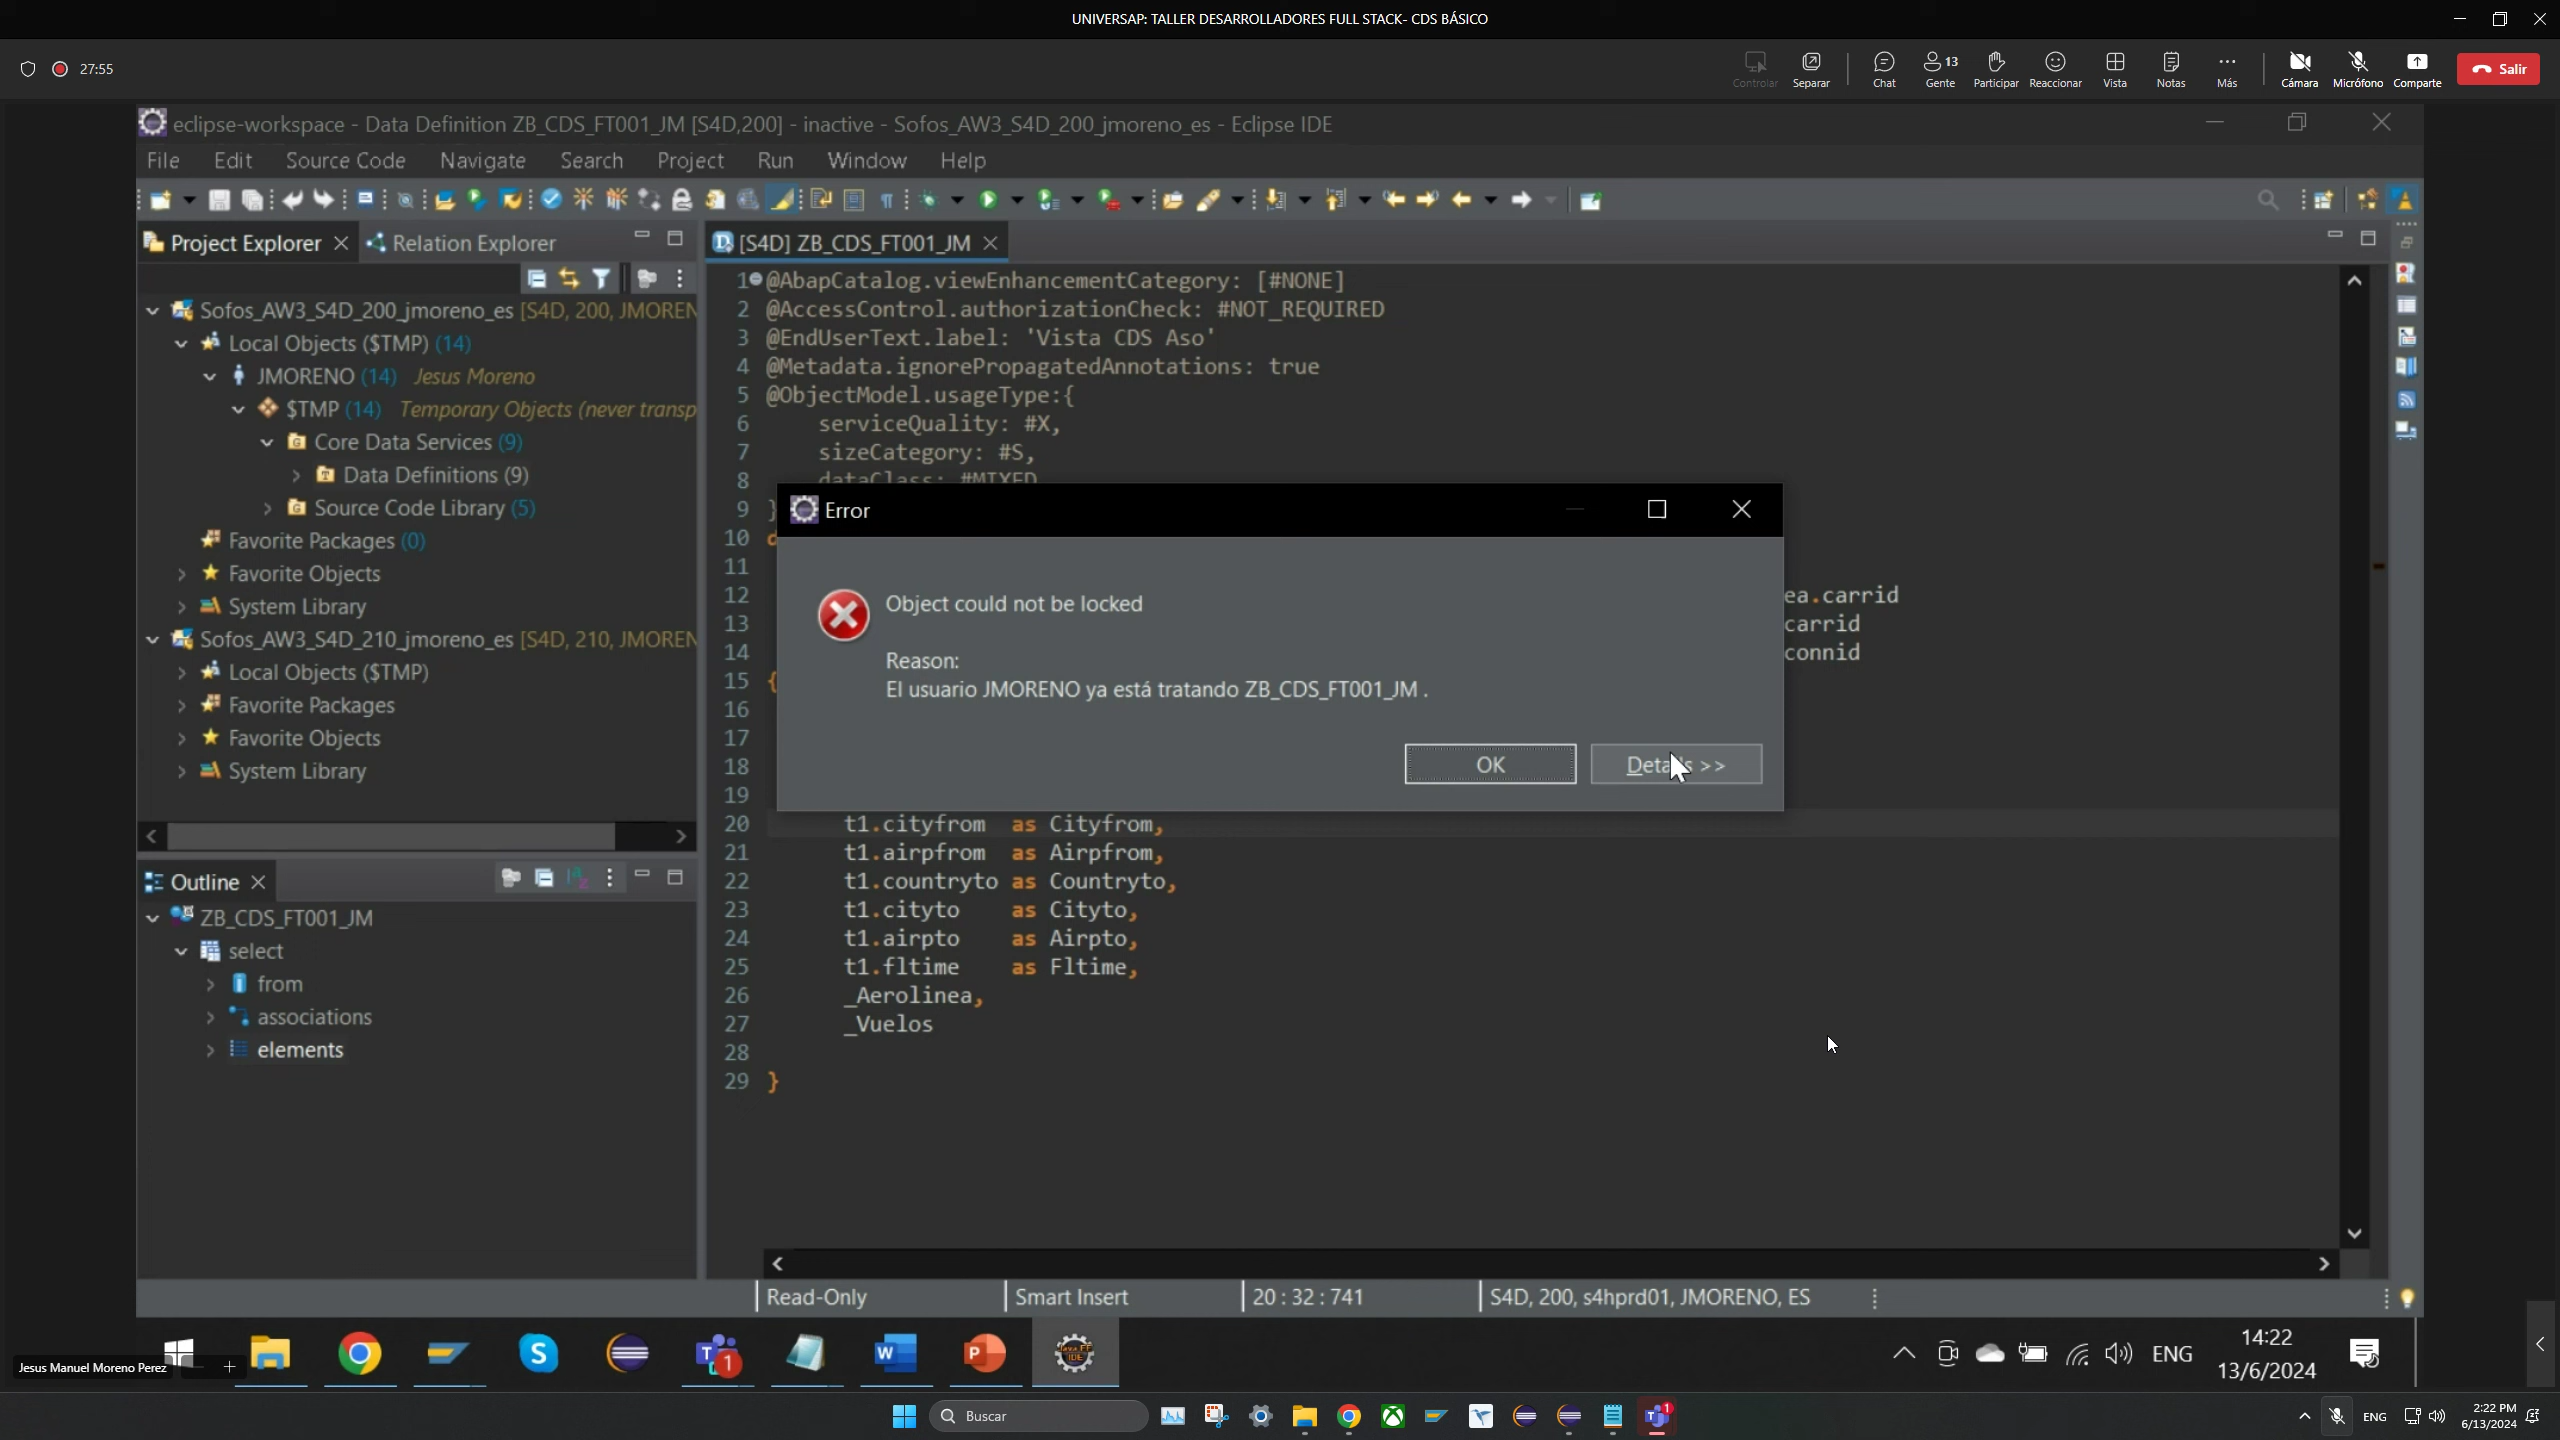 UNIVERSAP: TALLER DESARROLLADORES FULL STACK- CDS BÁSICO
27:55
Controlar
Separar
Chat
13
Gente
Participar
Reaccionar
Vista
Notas
Más
Cámara
Micrófono
Comparte
Salir
eclipse-workspace - Data Definition ZB_CDS_FT001_JM [S4D,200] - inactive - Sofos_AW3_S4D_200_jmoreno_es - Eclipse IDE
File Edit Source Code Navigate Search Project Run Window Help
Project Explorer
Relation Explorer
[S4D] ZB_CDS_FT001_JM
Sofos_AW3_S4D_200_jmoreno_es [S4D, 200, JMOREN
Local Objects ($TMP) (14)
JMORENO (14) Jesus Moreno
$TMP (14) Temporary Objects (never transp
Core Data Services (9)
Data Definitions (9)
Source Code Library (5)
Favorite Packages (0)
Favorite Objects
System Library
Sofos_AW3_S4D_210_jmoreno_es [S4D, 210, JMOREN
Local Objects ($TMP)
Favorite Packages
Favorite Objects
System Library
Outline
ZB_CDS_FT001_JM
select
from
associations
elements
1 @AbapCatalog.viewEnhancementCategory: [#NONE]
2 @AccessControl.authorizationCheck: #NOT_REQUIRED
3 @EndUserText.label: 'Vista CDS Aso'
4 @Metadata.ignorePropagatedAnnotations: true
5 @ObjectModel.usageType:{
6 serviceQuality: #X,
7 sizeCategory: #S,
8 dataClass: #MIXED
9 }
10
11
12 ea.carrid
13 carrid
14 connid
15 {
16
17
18
19
20 t1.cityfrom as Cityfrom,
21 t1.airpfrom as Airpfrom,
22 t1.countryto as Countryto,
23 t1.cityto as Cityto,
24 t1.airpto as Airpto,
25 t1.fltime as Fltime,
26 _Aerolinea,
27 _Vuelos
28
29 }
Error
Object could not be locked
Reason:
El usuario JMORENO ya está tratando ZB_CDS_FT001_JM .
OK
Details >>
Read-Only
Smart Insert
20 : 32 : 741
S4D, 200, s4hprd01, JMORENO, ES
Jesus Manuel Moreno Perez
1
ENG
14:22
13/6/2024
Buscar
1
ENG
2:22 PM
6/13/2024